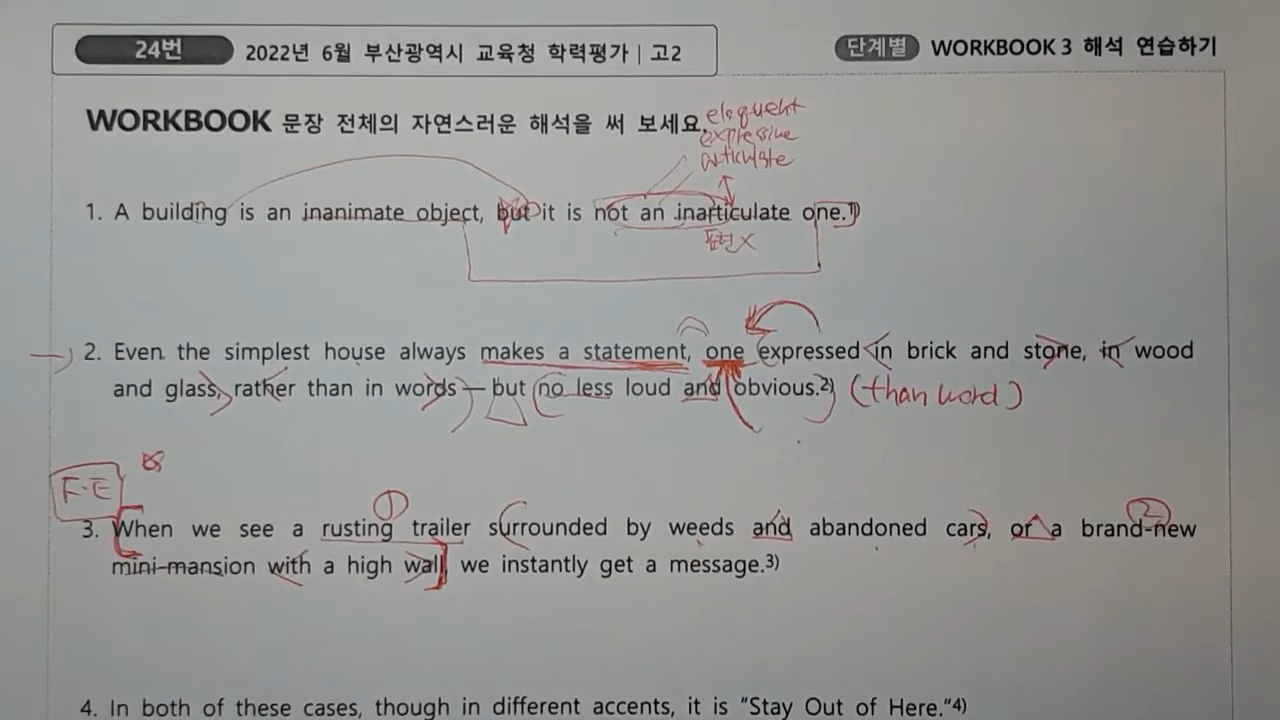 24번 2022년 6월 부산광역시 교육청 학력평가 | 고2 단계별 WORKBOOK 3 해석 연습하기
WORKBOOK 문장 전체의 자연스러운 해석을 써 보세요.
eloquent
expressive
articulate
1. A building is an inanimate object, but it is not an inarticulate one.1)
표현X
2. Even the simplest house always makes a statement, one expressed in brick and stone, in wood
and glass, rather than in words — but no less loud and obvious.2) (than word)
F·E
① ②
3. When we see a rusting trailer surrounded by weeds and abandoned cars, or a brand-new
mini-mansion with a high wall, we instantly get a message.3)
4. In both of these cases, though in different accents, it is "Stay Out of Here."4)